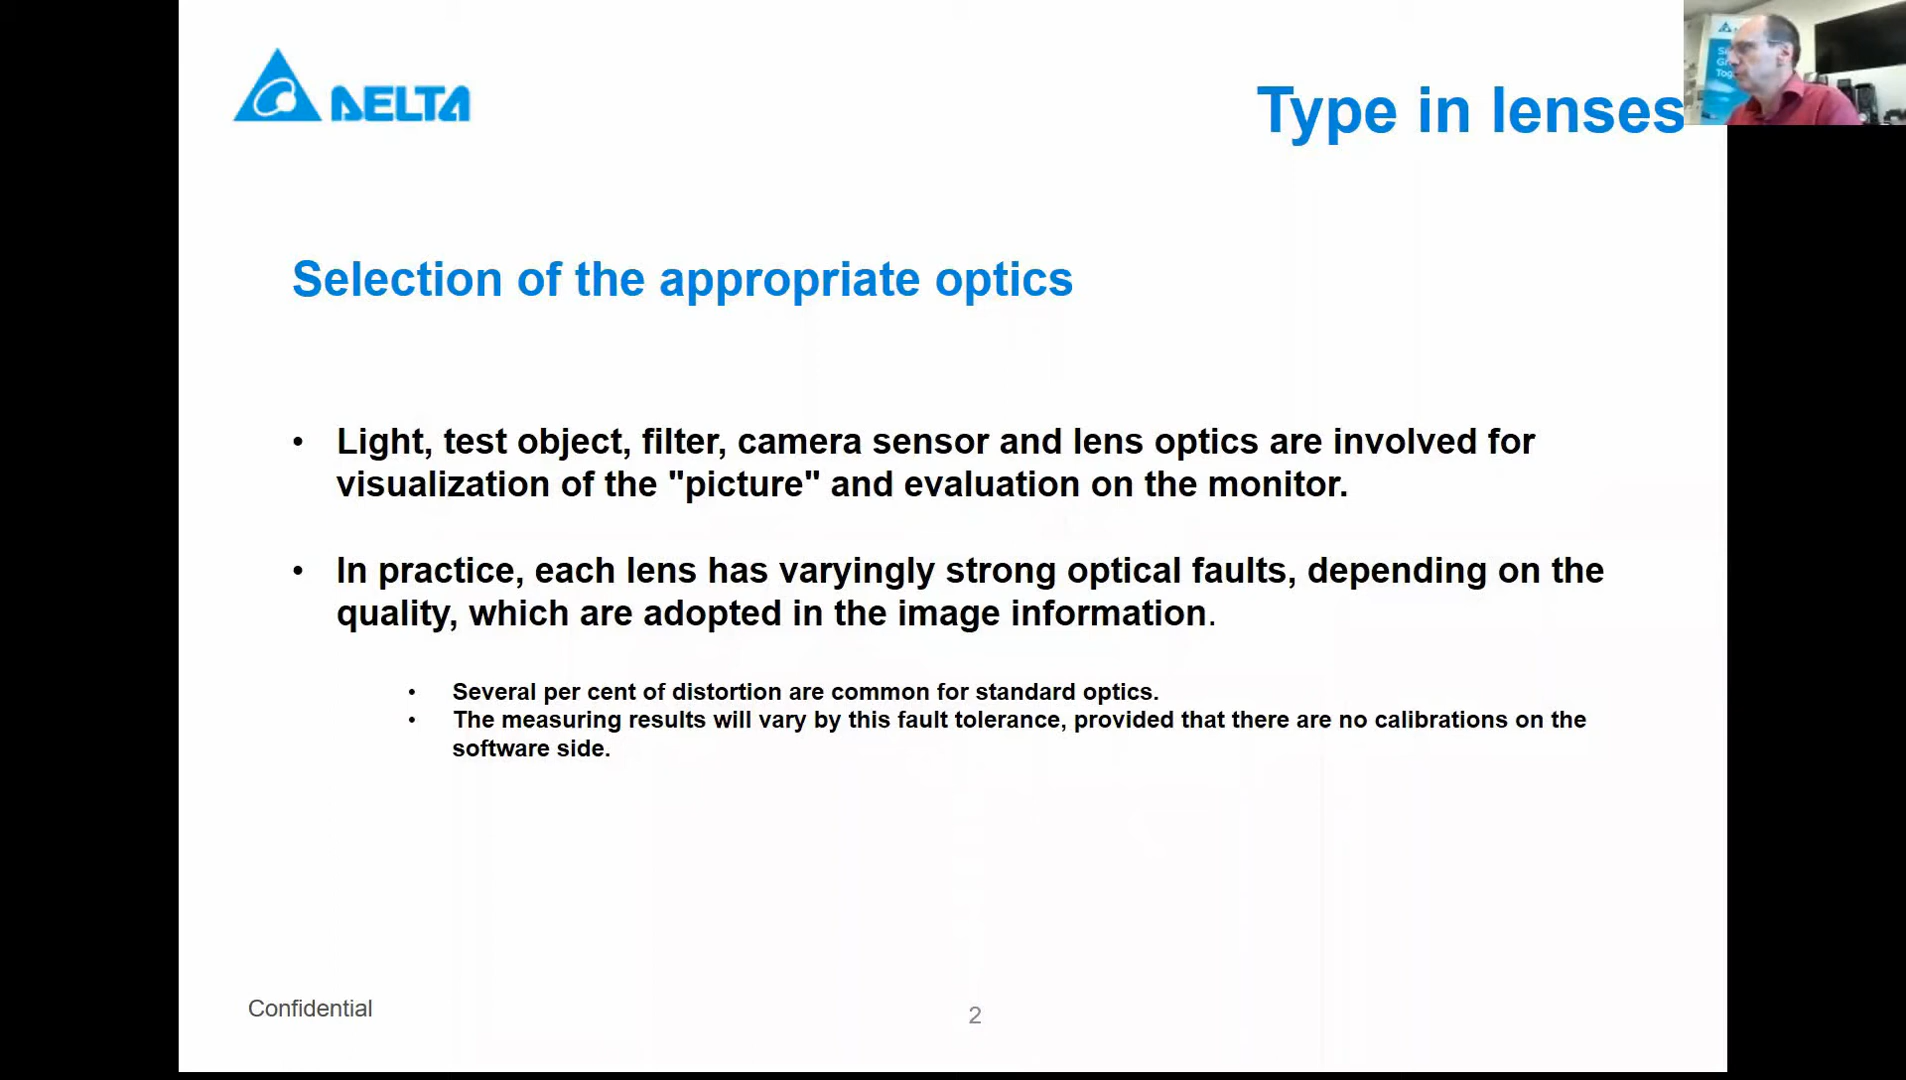 DELTA
Type in lenses
Selection of the appropriate optics
• Light, test object, filter, camera sensor and lens optics are involved for
visualization of the "picture" and evaluation on the monitor.
• In practice, each lens has varyingly strong optical faults, depending on the
quality, which are adopted in the image information.
• Several per cent of distortion are common for standard optics.
• The measuring results will vary by this fault tolerance, provided that there are no calibrations on the
software side.
Confidential
2